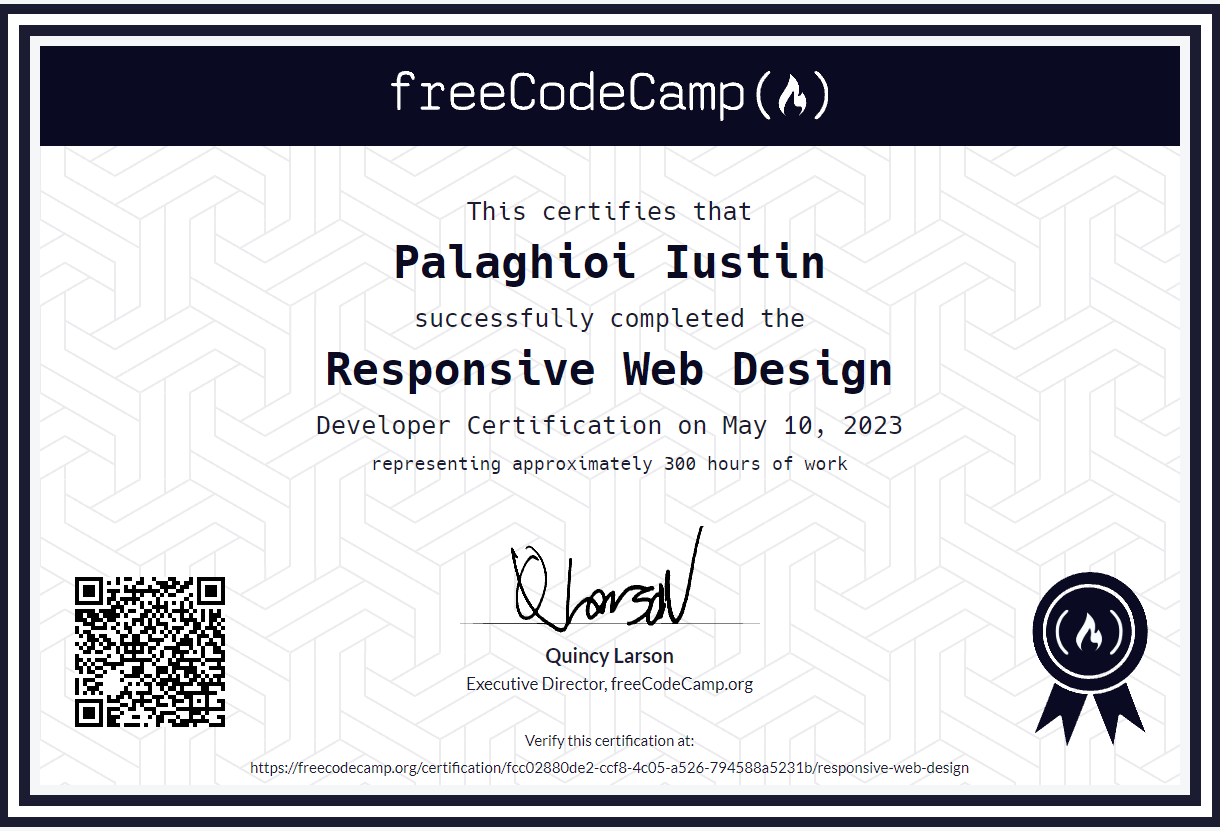 freeCodeCamp
This certifies that
Palaghioi Iustin
successfully completed the
Responsive Web Design
Developer Certification on May 10, 2023
representing approximately 300 hours of work
Quincy Larson
Executive Director, freeCodeCamp.org
Verify this certification at:
https://freecodecamp.org/certification/fcc02880de2-ccf8-4c05-a526-794588a5231b/responsive-web-design